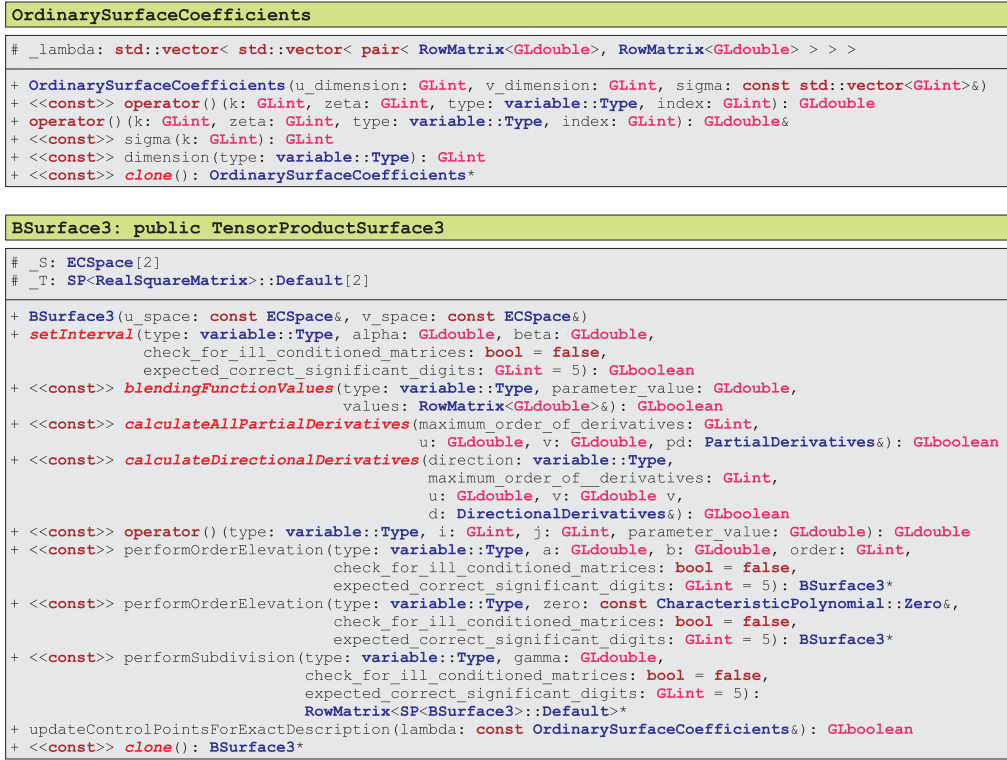 OrdinarySurfaceCoefficients
# _lambda: std::vector< std::vector< pair< RowMatrix<GLdouble>, RowMatrix<GLdouble> > > >
+ OrdinarySurfaceCoefficients(u_dimension: GLint, v_dimension: GLint, sigma: const std::vector<GLint>&)
+ <<const>> operator()(k: GLint, zeta: GLint, type: variable::Type, index: GLint): GLdouble
+ operator()(k: GLint, zeta: GLint, type: variable::Type, index: GLint): GLdouble&
+ <<const>> sigma(k: GLint): GLint
+ <<const>> dimension(type: variable::Type): GLint
+ <<const>> clone(): OrdinarySurfaceCoefficients*
BSurface3: public TensorProductSurface3
# _S: ECSpace[2]
# _T: SP<RealSquareMatrix>::Default[2]
+ BSurface3(u_space: const ECSpace&, v_space: const ECSpace&)
+ setInterval(type: variable::Type, alpha: GLdouble, beta: GLdouble,
check_for_ill_conditioned_matrices: bool = false,
expected_correct_significant_digits: GLint = 5): GLboolean
+ <<const>> blendingFunctionValues(type: variable::Type, parameter_value: GLdouble,
values: RowMatrix<GLdouble>&): GLboolean
+ <<const>> calculateAllPartialDerivatives(maximum_order_of_derivatives: GLint,
u: GLdouble, v: GLdouble, pd: PartialDerivatives&): GLboolean
+ <<const>> calculateDirectionalDerivatives(direction: variable::Type,
maximum_order_of__derivatives: GLint,
u: GLdouble, v: GLdouble v,
d: DirectionalDerivatives&): GLboolean
+ <<const>> operator()(type: variable::Type, i: GLint, j: GLint, parameter_value: GLdouble): GLdouble
+ <<const>> performOrderElevation(type: variable::Type, a: GLdouble, b: GLdouble, order: GLint,
check_for_ill_conditioned_matrices: bool = false,
expected_correct_significant_digits: GLint = 5): BSurface3*
+ <<const>> performOrderElevation(type: variable::Type, zero: const CharacteristicPolynomial::Zero&,
check_for_ill_conditioned_matrices: bool = false,
expected_correct_significant_digits: GLint = 5): BSurface3*
+ <<const>> performSubdivision(type: variable::Type, gamma: GLdouble,
check_for_ill_conditioned_matrices: bool = false,
expected_correct_significant_digits: GLint = 5):
RowMatrix<SP<BSurface3>::Default>*
+ updateControlPointsForExactDescription(lambda: const OrdinarySurfaceCoefficients&): GLboolean
+ <<const>> clone(): BSurface3*